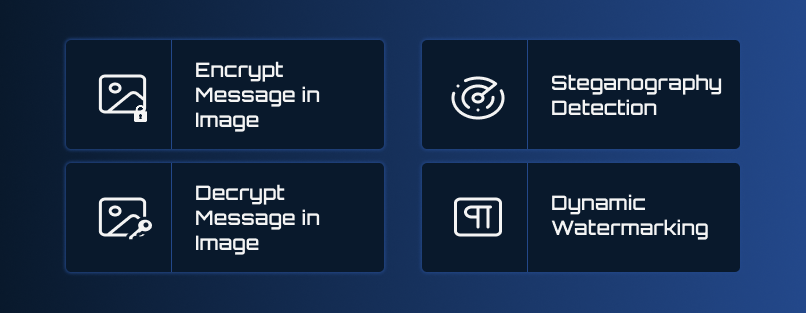 Encrypt
Message in
Image
Steganography
Detection
Decrypt
Message in
Image
Dynamic
Watermarking